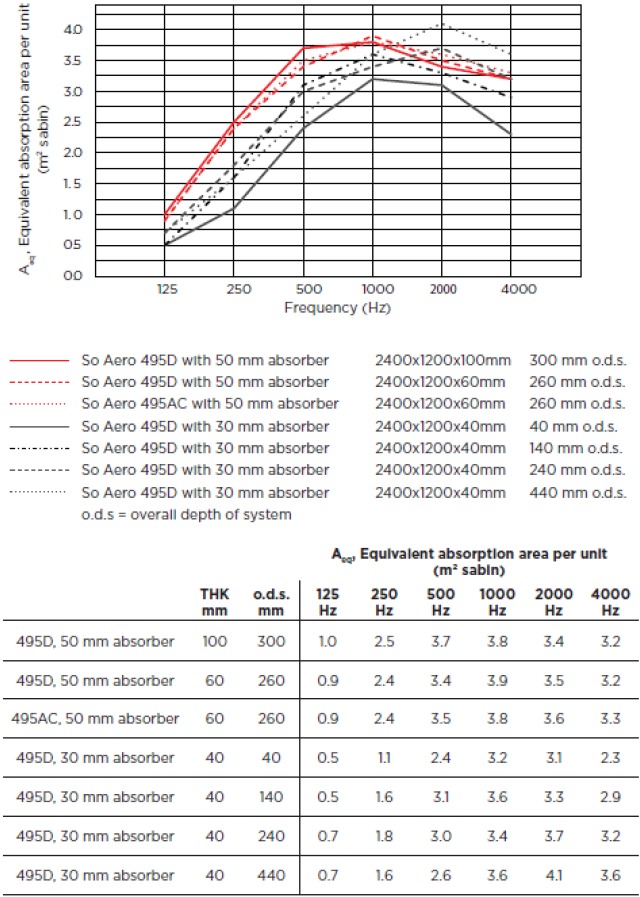 Aeq, Equivalent absorption area per unit
(m² sabin)
4.0
3.5
3.0
2.5
2.0
1.5
1.0
0.5
0.0
125 250 500 1000 2000 4000
Frequency (Hz)
So Aero 495D with 50 mm absorber 2400x1200x100mm 300 mm o.d.s.
So Aero 495D with 50 mm absorber 2400x1200x60mm 260 mm o.d.s.
So Aero 495AC with 50 mm absorber 2400x1200x60mm 260 mm o.d.s.
So Aero 495D with 30 mm absorber 2400x1200x40mm 40 mm o.d.s.
So Aero 495D with 30 mm absorber 2400x1200x40mm 140 mm o.d.s.
So Aero 495D with 30 mm absorber 2400x1200x40mm 240 mm o.d.s.
So Aero 495D with 30 mm absorber 2400x1200x40mm 440 mm o.d.s.
o.d.s = overall depth of system
Aeq, Equivalent absorption area per unit
(m² sabin)
THK o.d.s. 125 250 500 1000 2000 4000
mm mm Hz Hz Hz Hz Hz Hz
495D, 50 mm absorber 100 300 1.0 2.5 3.7 3.8 3.4 3.2
495D, 50 mm absorber 60 260 0.9 2.4 3.4 3.9 3.5 3.2
495AC, 50 mm absorber 60 260 0.9 2.4 3.5 3.8 3.6 3.3
495D, 30 mm absorber 40 40 0.5 1.1 2.4 3.2 3.1 2.3
495D, 30 mm absorber 40 140 0.5 1.6 3.1 3.6 3.3 2.9
495D, 30 mm absorber 40 240 0.7 1.8 3.0 3.4 3.7 3.2
495D, 30 mm absorber 40 440 0.7 1.6 2.6 3.6 4.1 3.6